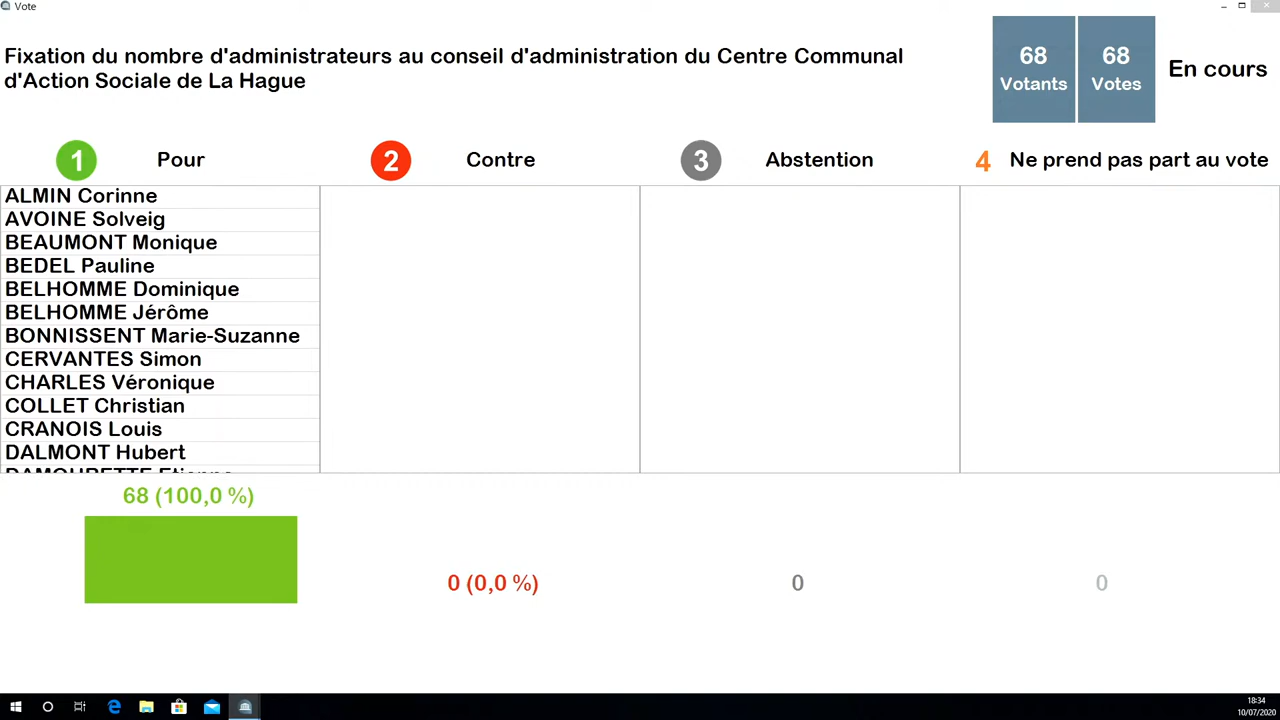 Vote
Fixation du nombre d'administrateurs au conseil d'administration du Centre Communal
d'Action Sociale de La Hague
68
Votants
68
Votes
En cours
1 Pour
2 Contre
3 Abstention
4 Ne prend pas part au vote
ALMIN Corinne
AVOINE Solveig
BEAUMONT Monique
BEDEL Pauline
BELHOMME Dominique
BELHOMME Jérôme
BONNISSENT Marie-Suzanne
CERVANTES Simon
CHARLES Véronique
COLLET Christian
CRANOIS Louis
DALMONT Hubert
68 (100,0 %)
0 (0,0 %)
0
0
18:34
10/07/2020